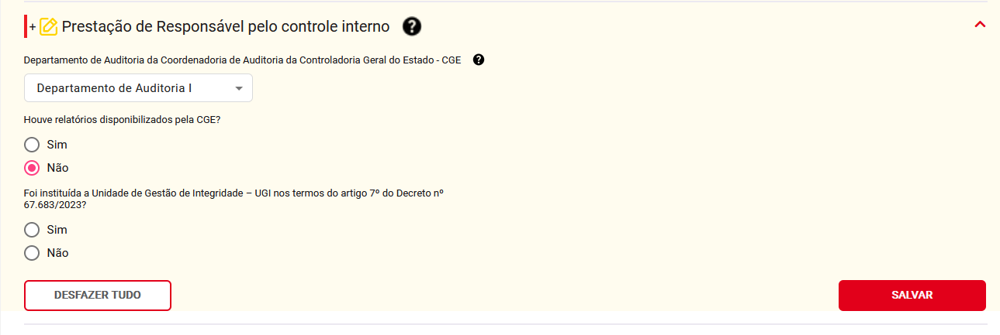 + Prestação de Responsável pelo controle interno ?
Departamento de Auditoria da Coordenadoria de Auditoria da Controladoria Geral do Estado - CGE ?
Departamento de Auditoria I
Houve relatórios disponibilizados pela CGE?
Sim
Não
Foi instituída a Unidade de Gestão de Integridade – UGI nos termos do artigo 7º do Decreto nº
67.683/2023?
Sim
Não
DESFAZER TUDO
SALVAR